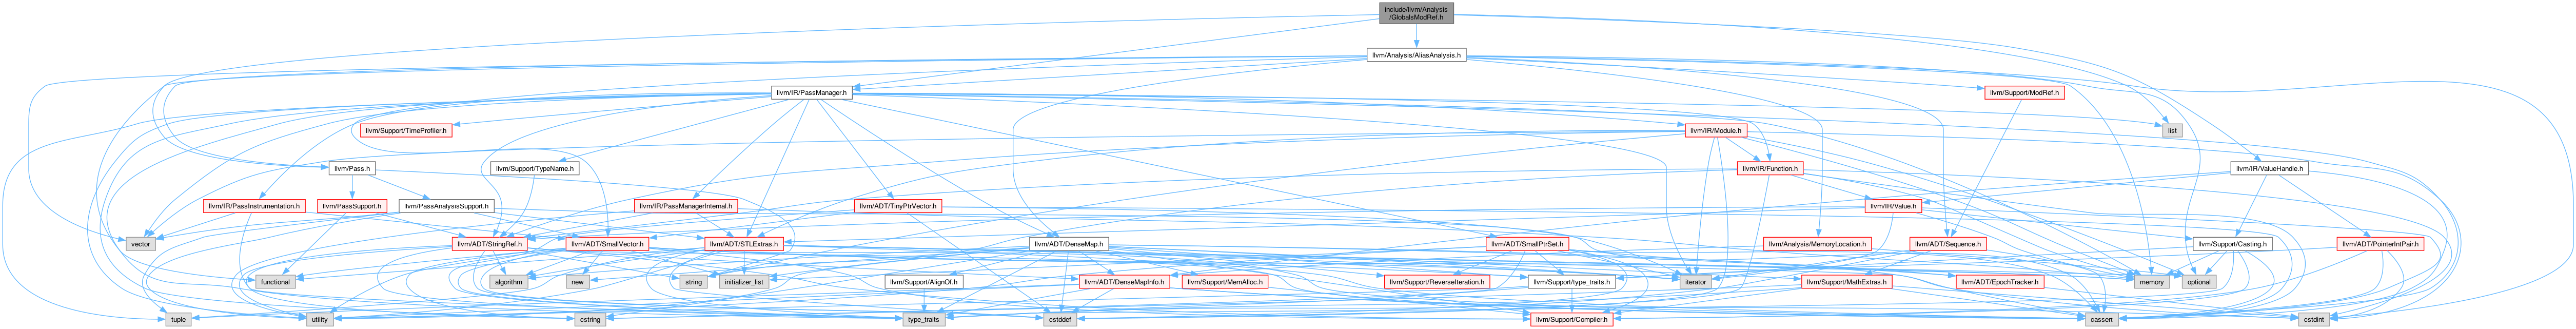 include/llvm/Analysis
/GlobalsModRef.h
llvm/Analysis/AliasAnalysis.h
llvm/IR/PassManager.h
llvm/Support/ModRef.h
llvm/Support/TimeProfiler.h
llvm/IR/Module.h
list
llvm/Pass.h
llvm/Support/TypeName.h
llvm/IR/Function.h
llvm/IR/ValueHandle.h
llvm/IR/PassInstrumentation.h
llvm/PassSupport.h
llvm/PassAnalysisSupport.h
llvm/IR/PassManagerInternal.h
llvm/ADT/TinyPtrVector.h
llvm/IR/Value.h
vector
llvm/ADT/StringRef.h
llvm/ADT/SmallVector.h
llvm/ADT/STLExtras.h
llvm/ADT/DenseMap.h
llvm/ADT/SmallPtrSet.h
llvm/Analysis/MemoryLocation.h
llvm/ADT/Sequence.h
llvm/Support/Casting.h
llvm/ADT/PointerIntPair.h
functional
algorithm
new
string
initializer_list
llvm/Support/AlignOf.h
llvm/ADT/DenseMapInfo.h
llvm/Support/MemAlloc.h
llvm/Support/ReverseIteration.h
llvm/Support/type_traits.h
iterator
llvm/Support/MathExtras.h
llvm/ADT/EpochTracker.h
memory
optional
tuple
utility
cstring
type_traits
cstddef
llvm/Support/Compiler.h
cassert
cstdint